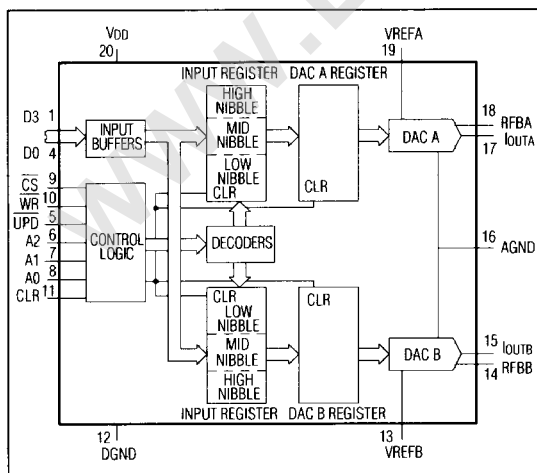 VDD
20
VREFA
19
INPUT REGISTER DAC A REGISTER
HIGH NIBBLE
MID NIBBLE
LOW NIBBLE
CLR
CLR
D3 1
D0 4
INPUT BUFFERS
DAC A
18 RFBA
IOUTA
17
CS 9
WR 10
UPD 5
A2 6
A1 7
A0 8
CLR 11
CONTROL LOGIC
DECODERS
16
AGND
CLR
LOW NIBBLE
MID NIBBLE
HIGH NIBBLE
CLR
DAC B
15 IOUTB
14 RFBB
INPUT REGISTER DAC B REGISTER
12
DGND
13
VREFB
www.